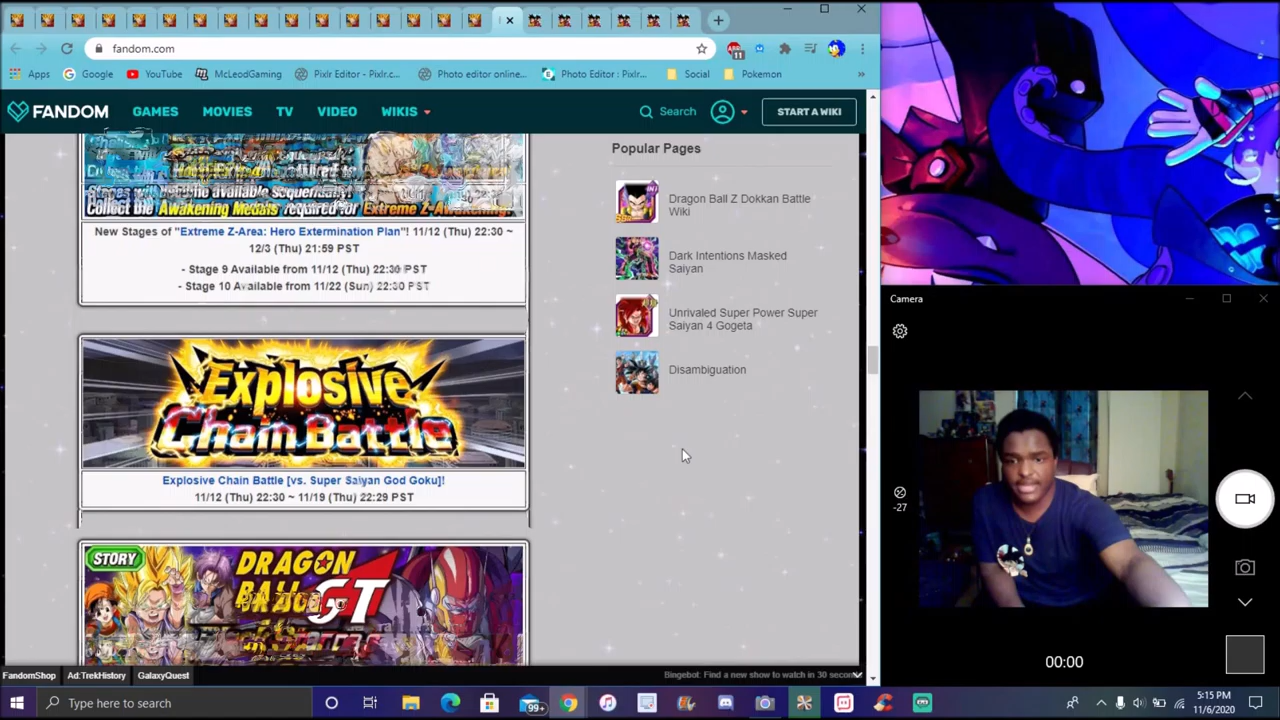 fandom.com
ABP
11
Apps
Google
YouTube
McLeodGaming
Pixlr Editor - Pixlr.c...
Photo editor online...
Photo Editor : Pixlr...
Social
Pokemon
»
FANDOM
GAMES
MOVIES
TV
VIDEO
WIKIS
Search
START A WIKI
Collect the Awakening Medals required for Extreme Z-Awakening!
New Stages of "Extreme Z-Area: Hero Extermination Plan"! 11/12 (Thu) 22:30 ~
12/3 (Thu) 21:59 PST
- Stage 9 Available from 11/12 (Thu) 22:30 PST
- Stage 10 Available from 11/22 (Sun) 22:30 PST
Explosive
Chain Battle
Explosive Chain Battle [vs. Super Saiyan God Goku]!
11/12 (Thu) 22:30 ~ 11/19 (Thu) 22:29 PST
STORY
DRAGON
BALL GT
Popular Pages
Dragon Ball Z Dokkan Battle
Wiki
Dark Intentions Masked
Saiyan
Unrivaled Super Power Super
Saiyan 4 Gogeta
Disambiguation
Camera
-27
00:00
FandomShop
Ad:TrekHistory
GalaxyQuest
Bingebot: Find a new show to watch in 30 seconds
Type here to search
99+
5:15 PM
11/6/2020